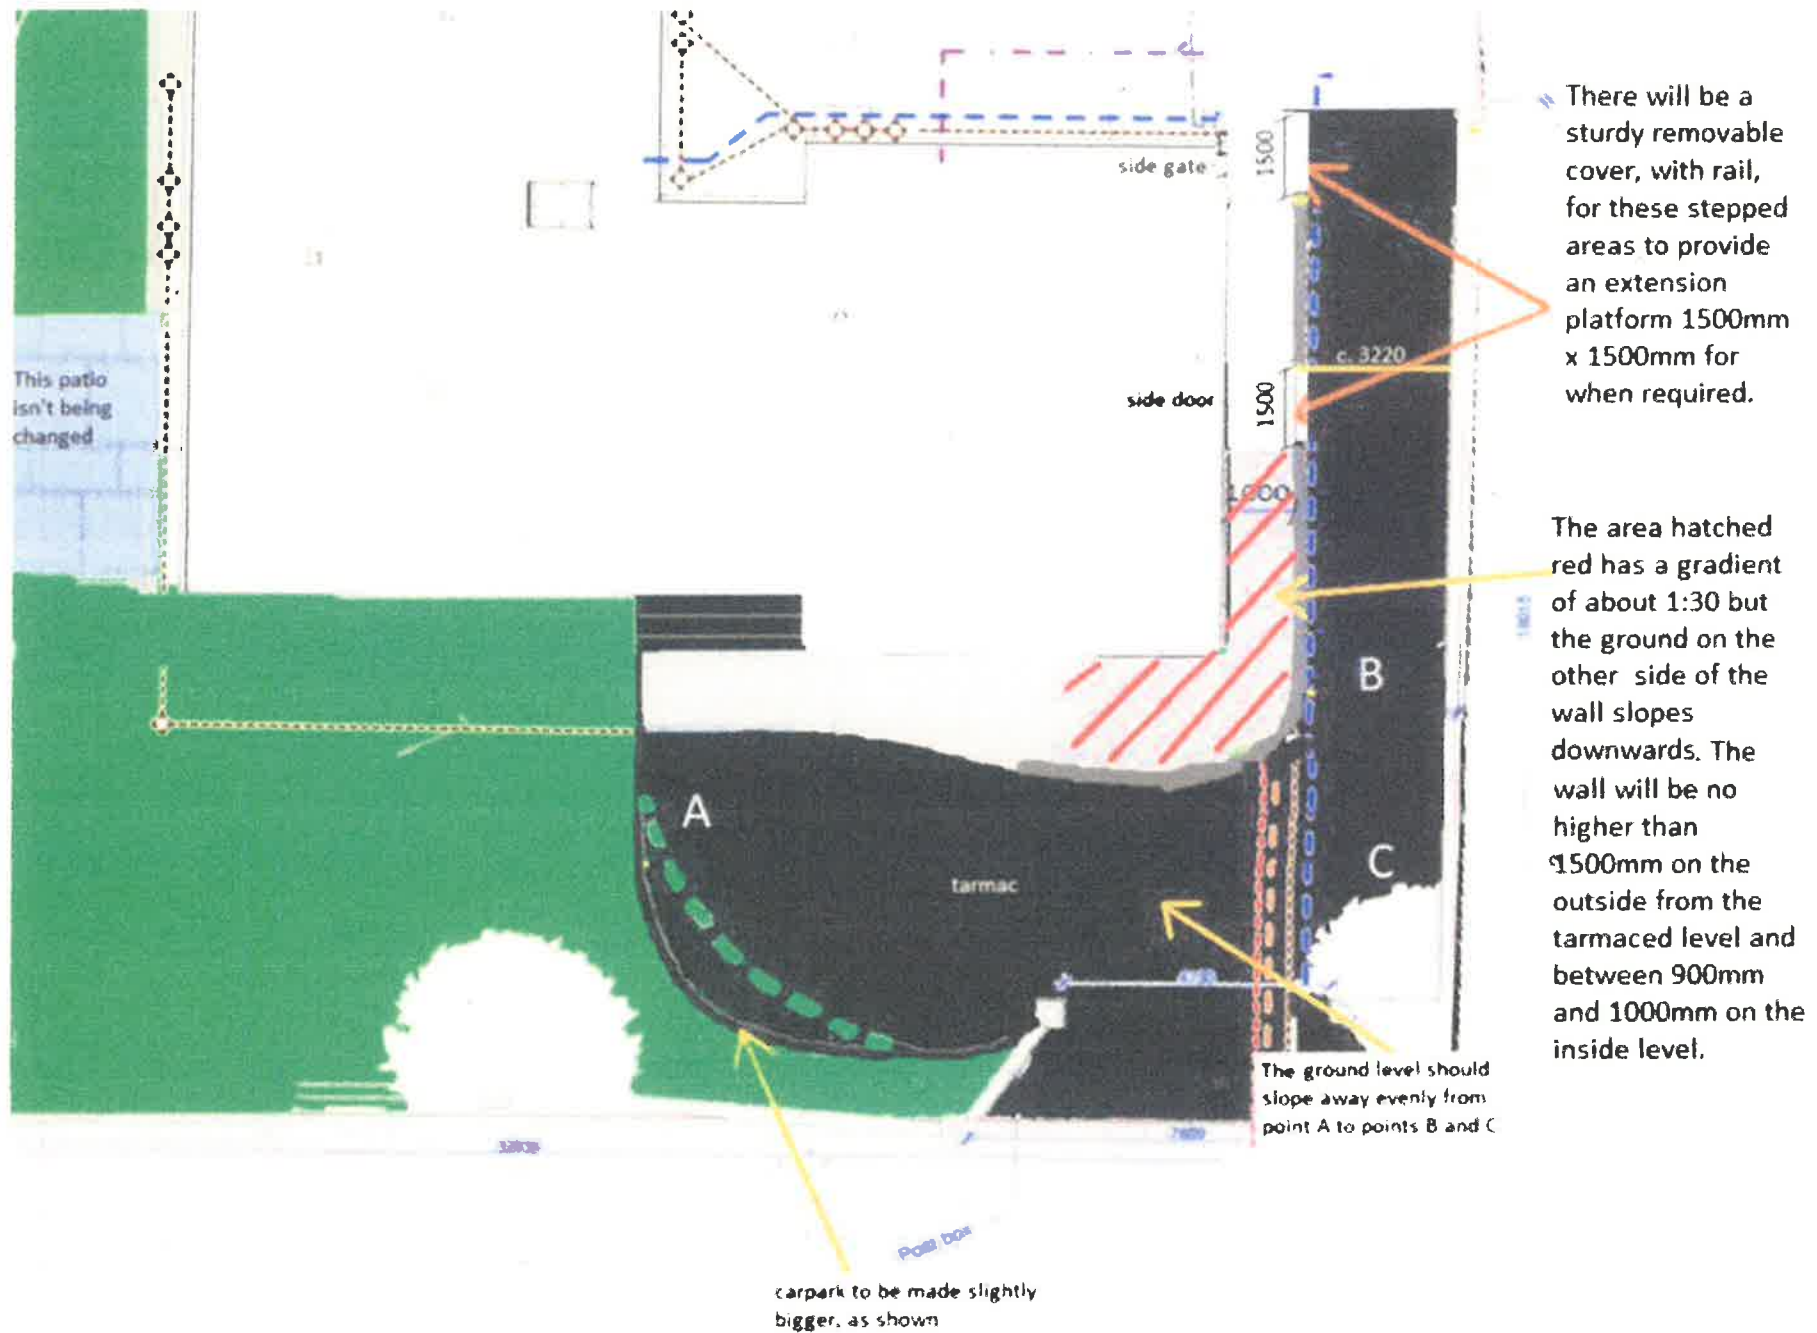 There will be a
sturdy removable
cover, with rail,
for these stepped
areas to provide
an extension
platform 1500mm
x 1500mm for
when required.
side gate
1500
c. 3220
This patio
isn't being
changed
side door
1500
1000
The area hatched
red has a gradient
of about 1:30 but
the ground on the
other side of the
wall slopes
downwards. The
wall will be no
higher than
1500mm on the
outside from the
tarmaced level and
between 900mm
and 1000mm on the
inside level.
B
A
C
tarmac
The ground level should
slope away evenly from
point A to points B and C
Post box
carpark to be made slightly
bigger, as shown